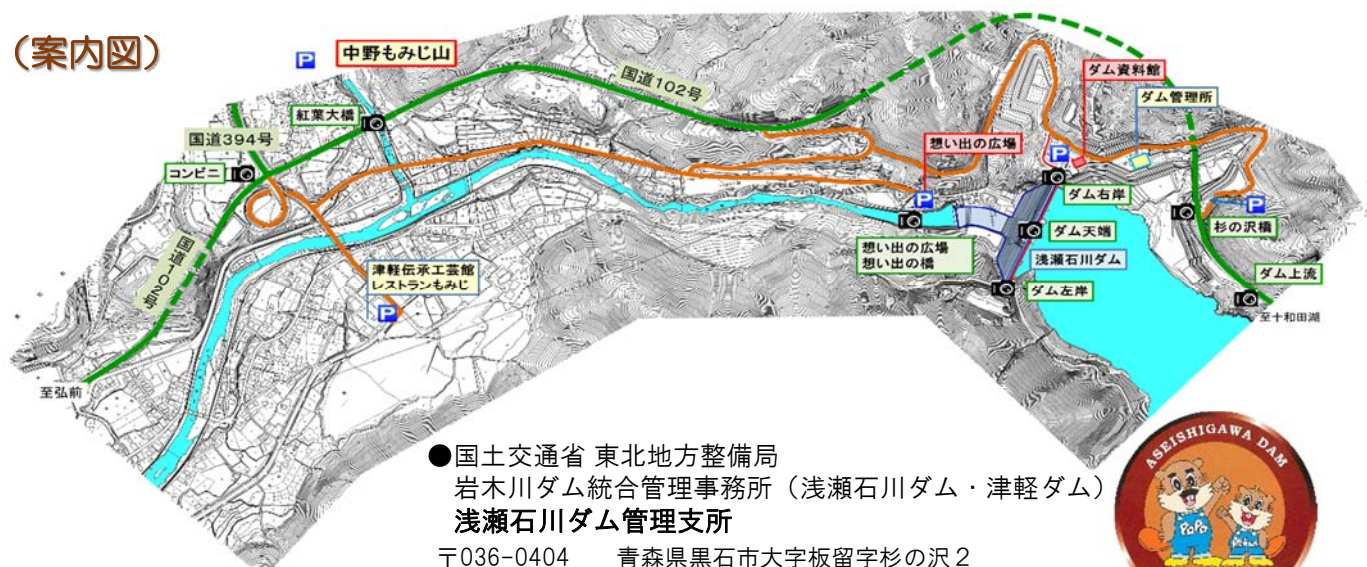 （案内図）
P
中野もみじ山
国道102号
紅葉大橋
国道394号
コンビニ
国道102号
津軽伝承工芸館
レストランもみじ
P
至弘前
想い出の広場
P
想い出の広場
想い出の橋
ダム資料館
ダム管理所
P
ダム右岸
ダム天端
浅瀬石川ダム
ダム左岸
P
杉の沢橋
ダム上流
至十和田湖
●国土交通省 東北地方整備局
岩木川ダム統合管理事務所（浅瀬石川ダム・津軽ダム）
浅瀬石川ダム管理支所
〒036-0404　青森県黒石市大字板留字杉の沢２
ASEISHIGAWA DAM
PaPa